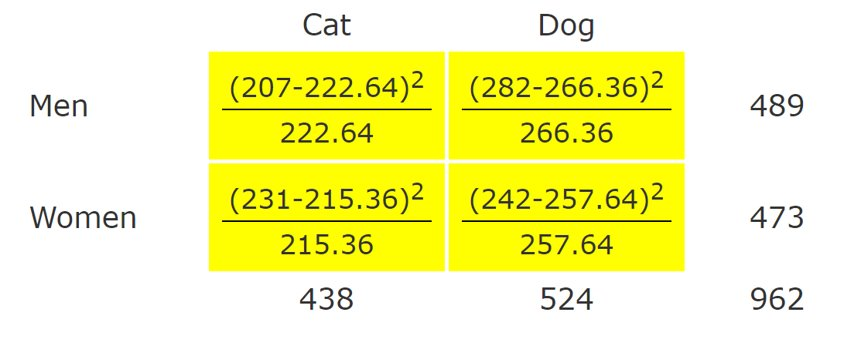 Cat Dog
Men (207-222.64)² (282-266.36)² 489
222.64 266.36
Women (231-215.36)² (242-257.64)² 473
215.36 257.64
438 524 962